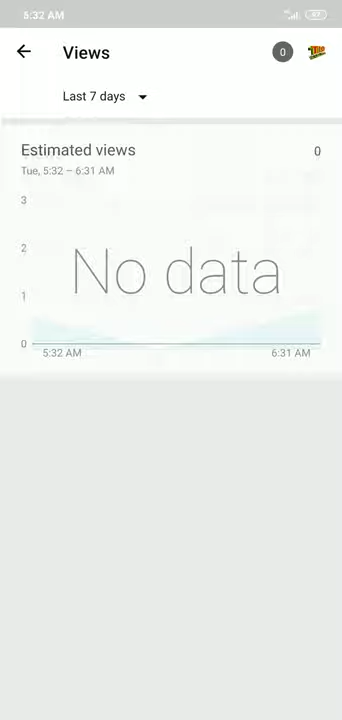 5:32 AM
Views
0
Last 7 days
Estimated views
0
Tue, 5:32 – 6:31 AM
3
2
No data
1
0
5:32 AM
6:31 AM